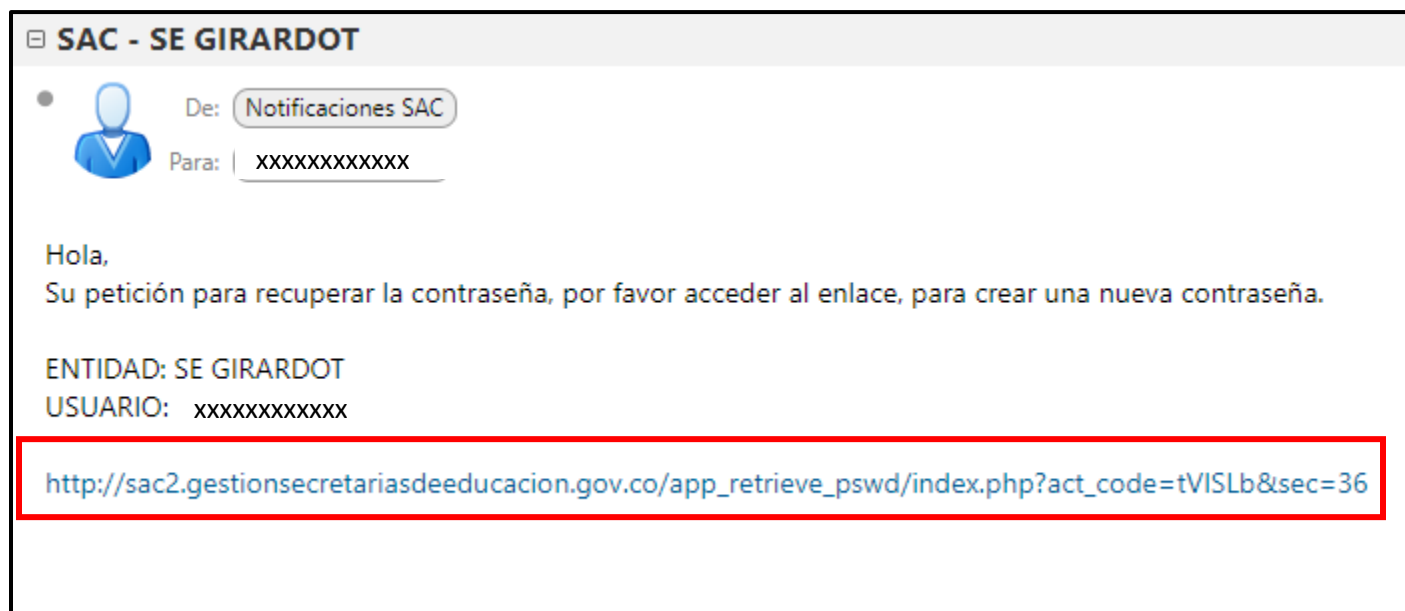 SAC - SE GIRARDOT
De: Notificaciones SAC
Para: xxxxxxxxxxxx
Hola,
Su petición para recuperar la contraseña, por favor acceder al enlace, para crear una nueva contraseña.
ENTIDAD: SE GIRARDOT
USUARIO: xxxxxxxxxxxx
http://sac2.gestionsecretariasdeeducacion.gov.co/app_retrieve_pswd/index.php?act_code=tVISLb&sec=36